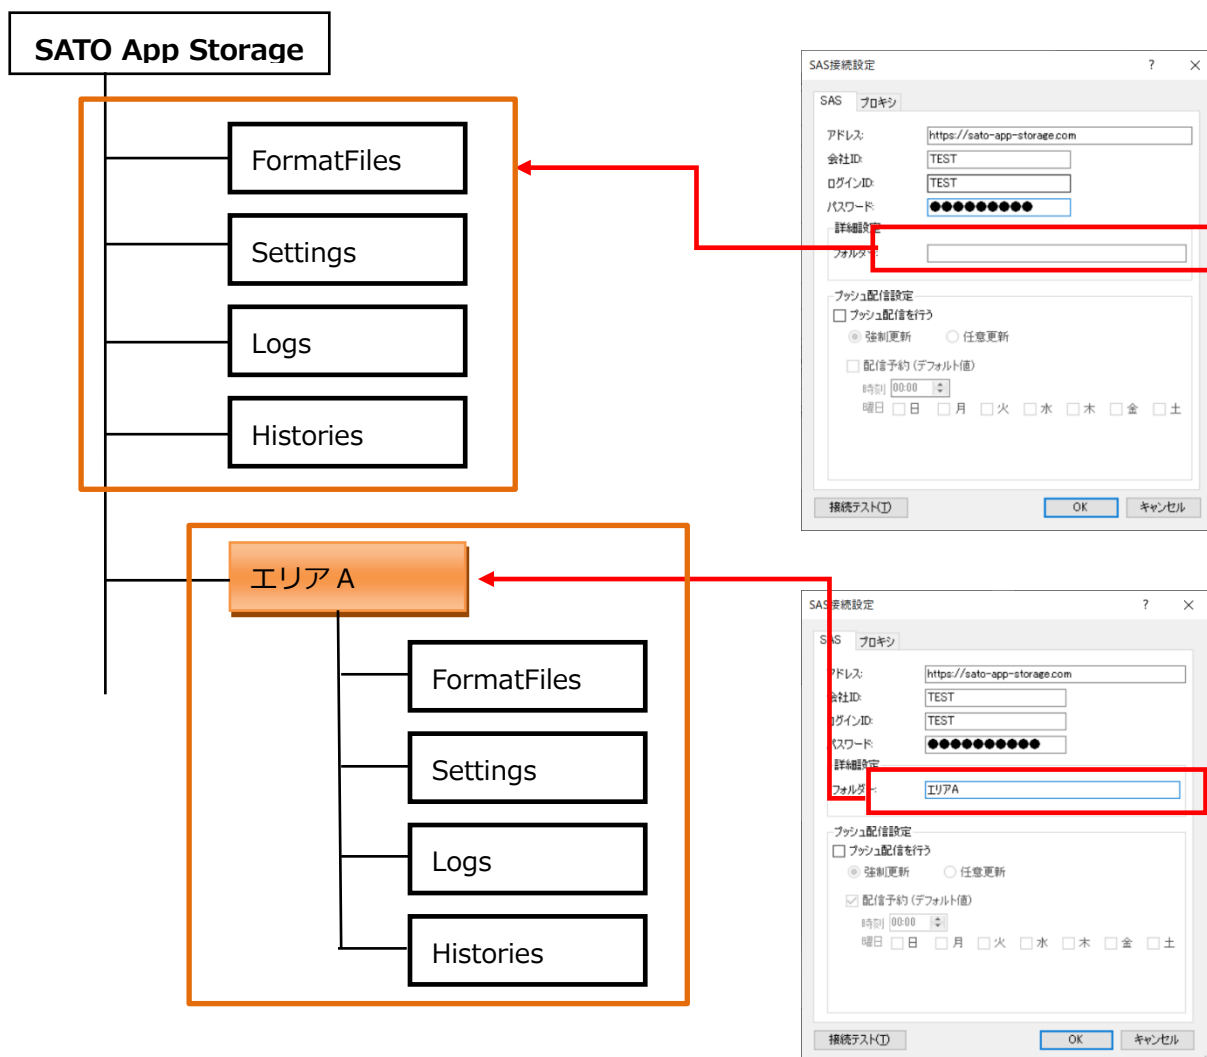 SATO App Storage
FormatFiles
Settings
Logs
Histories
エリア A
FormatFiles
Settings
Logs
Histories
SAS接続設定 ? ×
SAS プロキシ
アドレス: https://sato-app-storage.com
会社ID: TEST
ログインID: TEST
パスワード: ●●●●●●●●●
詳細設定
フォルダー:
プッシュ配信設定
プッシュ配信を行う
強制更新 任意更新
配信予約(デフォルト値)
時刻 00:00
曜日 日 月 火 水 木 金 土
接続テスト(T) OK キャンセル
SAS接続設定 ? ×
SAS プロキシ
アドレス: https://sato-app-storage.com
会社ID: TEST
ログインID: TEST
パスワード: ●●●●●●●●●●
詳細設定
フォルダー: エリアA
プッシュ配信設定
プッシュ配信を行う
強制更新 任意更新
配信予約(デフォルト値)
時刻 00:00
曜日 日 月 火 水 木 金 土
接続テスト(T) OK キャンセル